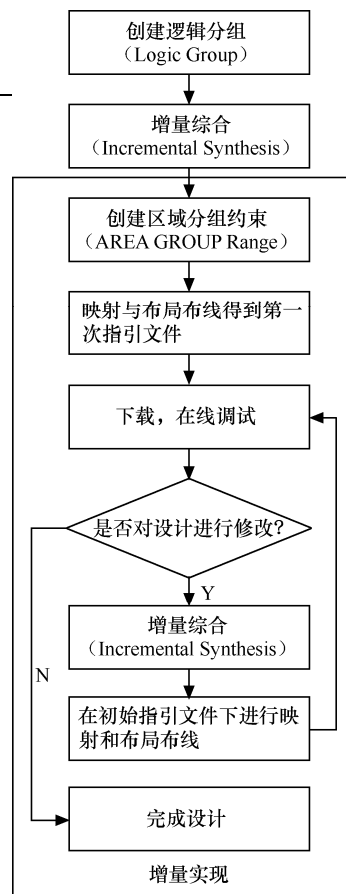 创建逻辑分组
（Logic Group）
增量综合
（Incremental Synthesis）
创建区域分组约束
（AREA GROUP Range）
映射与布局布线得到第一
次指引文件
下载，在线调试
是否对设计进行修改?
Y
增量综合
（Incremental Synthesis）
N
在初始指引文件下进行映
射和布局布线
完成设计
增量实现